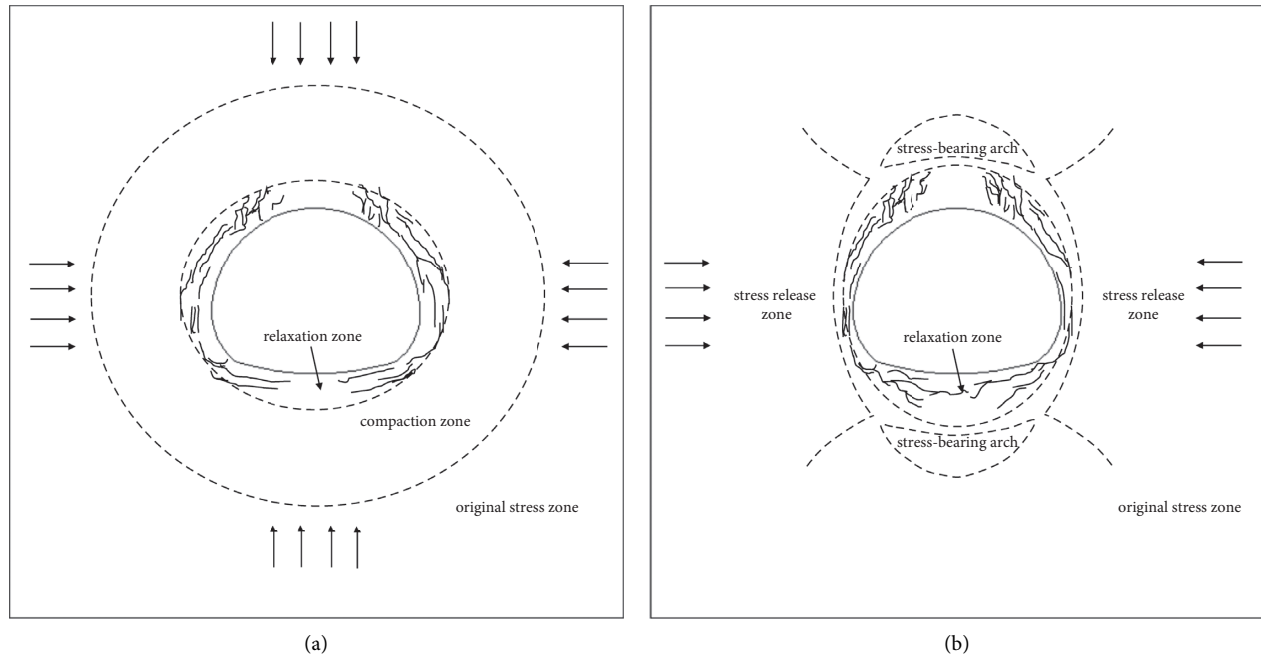 relaxation zone
compaction zone
original stress zone
(a)
stress-bearing arch
stress release
zone
stress release
zone
relaxation zone
stress-bearing arch
original stress zone
(b)